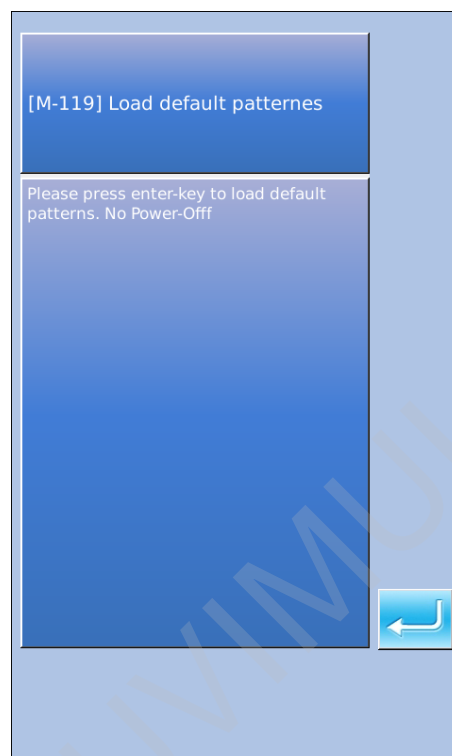 [M-119] Load default patternes
Please press enter-key to load default
patterns. No Power-Offf